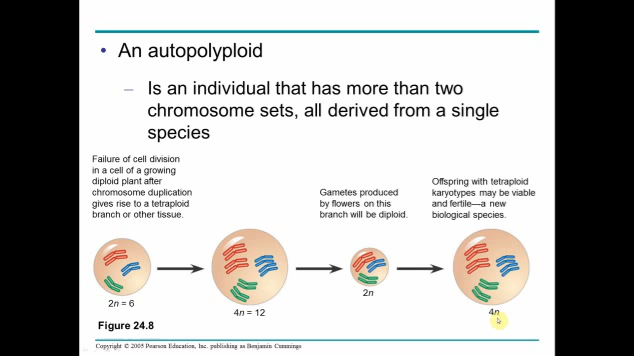 • An autopolyploid
– Is an individual that has more than two
chromosome sets, all derived from a single
species
Failure of cell division
in a cell of a growing
diploid plant after
chromosome duplication
gives rise to a tetraploid
branch or other tissue.
Gametes produced
by flowers on this
branch will be diploid.
Offspring with tetraploid
karyotypes may be viable
and fertile—a new
biological species.
2n = 6
4n = 12
2n
4n
Figure 24.8
Copyright © 2005 Pearson Education, Inc. publishing as Benjamin Cummings